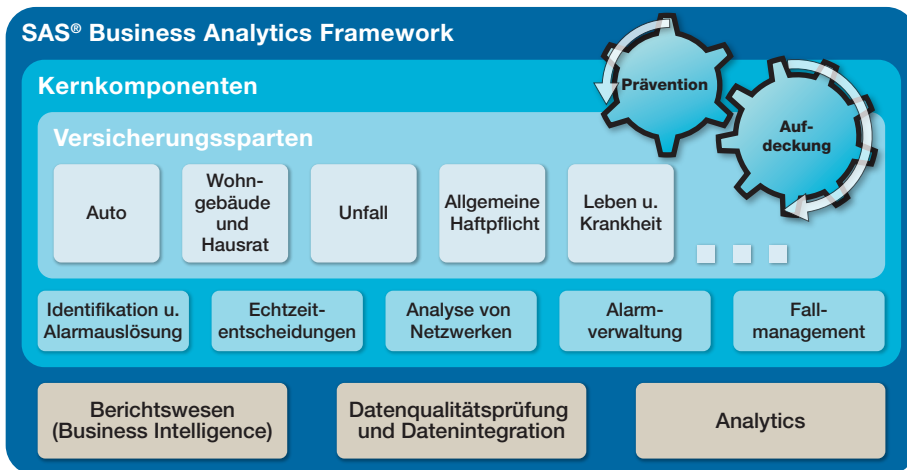 SAS® Business Analytics Framework
Prävention
Kernkomponenten
Auf-
deckung
Versicherungssparten
Auto
Wohn-
gebäude
und
Hausrat
Unfall
Allgemeine
Haftpflicht
Leben u.
Krankheit
Identifikation u.
Alarmauslösung
Echtzeit-
entscheidungen
Analyse von
Netzwerken
Alarm-
verwaltung
Fall-
management
Berichtswesen
(Business Intelligence)
Datenqualitätsprüfung
und Datenintegration
Analytics